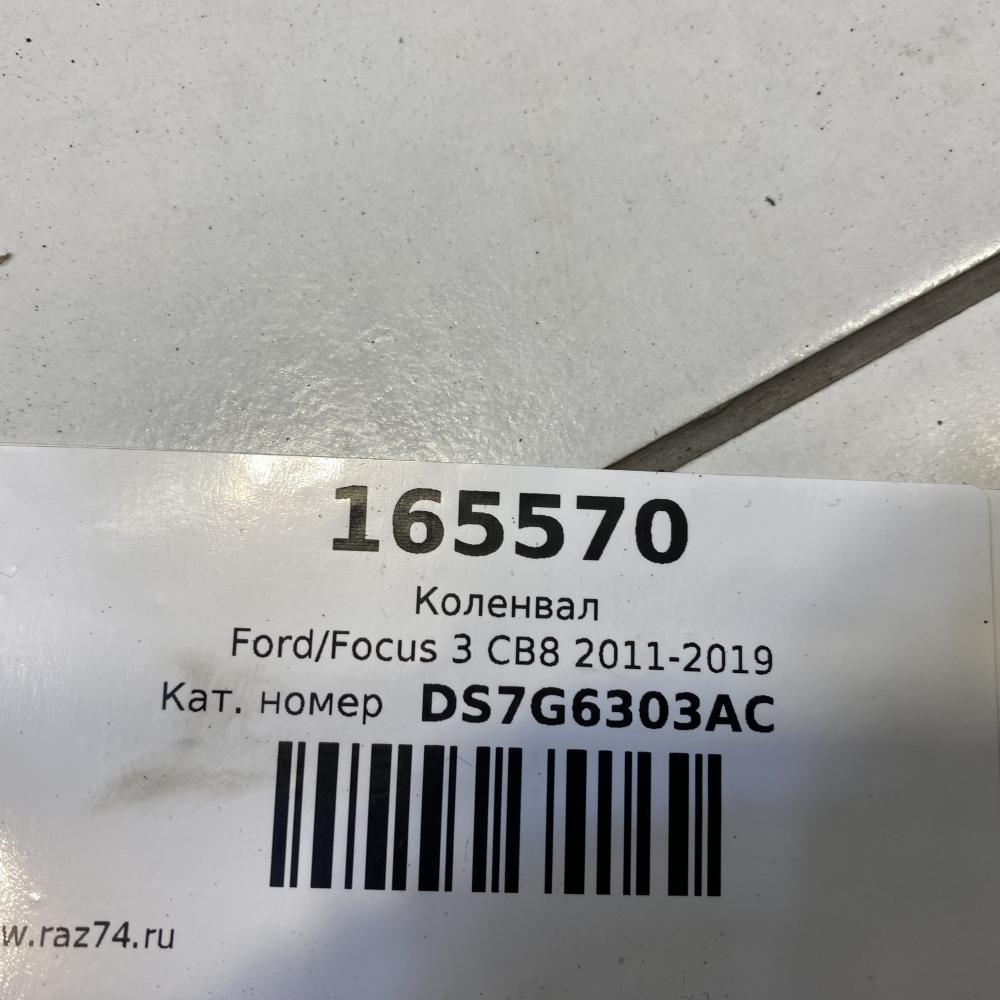 165570
Коленвал
Ford/Focus 3 CB8 2011-2019
Кат. номер DS7G6303AC
w.raz74.ru